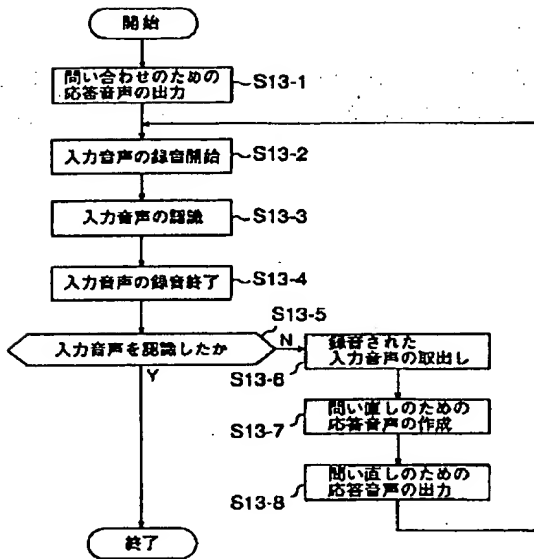 開始
問い合わせのための
応答音声の出力
S13-1
入力音声の録音開始
S13-2
入力音声の認識
S13-3
入力音声の録音終了
S13-4
S13-5
入力音声を認識したか
N
Y
録音された
入力音声の取出し
S13-6
問い直しのための
応答音声の作成
S13-7
問い直しのための
応答音声の出力
S13-8
終了